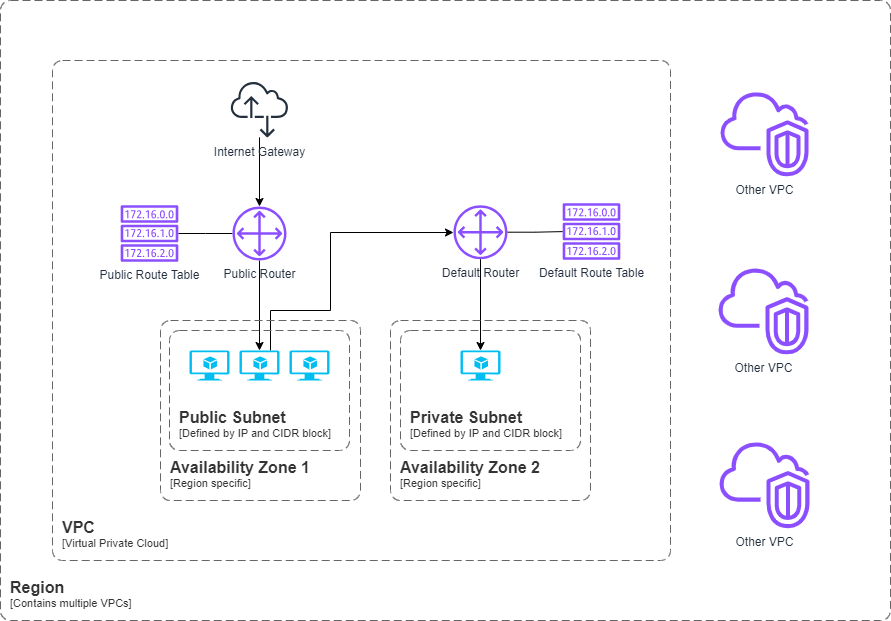 Internet Gateway
172.16.0.0
172.16.1.0
172.16.2.0
Public Route Table
Public Router
Default Router
172.16.0.0
172.16.1.0
172.16.2.0
Default Route Table
Public Subnet
[Defined by IP and CIDR block]
Availability Zone 1
[Region specific]
Private Subnet
[Defined by IP and CIDR block]
Availability Zone 2
[Region specific]
VPC
[Virtual Private Cloud]
Other VPC
Other VPC
Other VPC
Region
[Contains multiple VPCs]